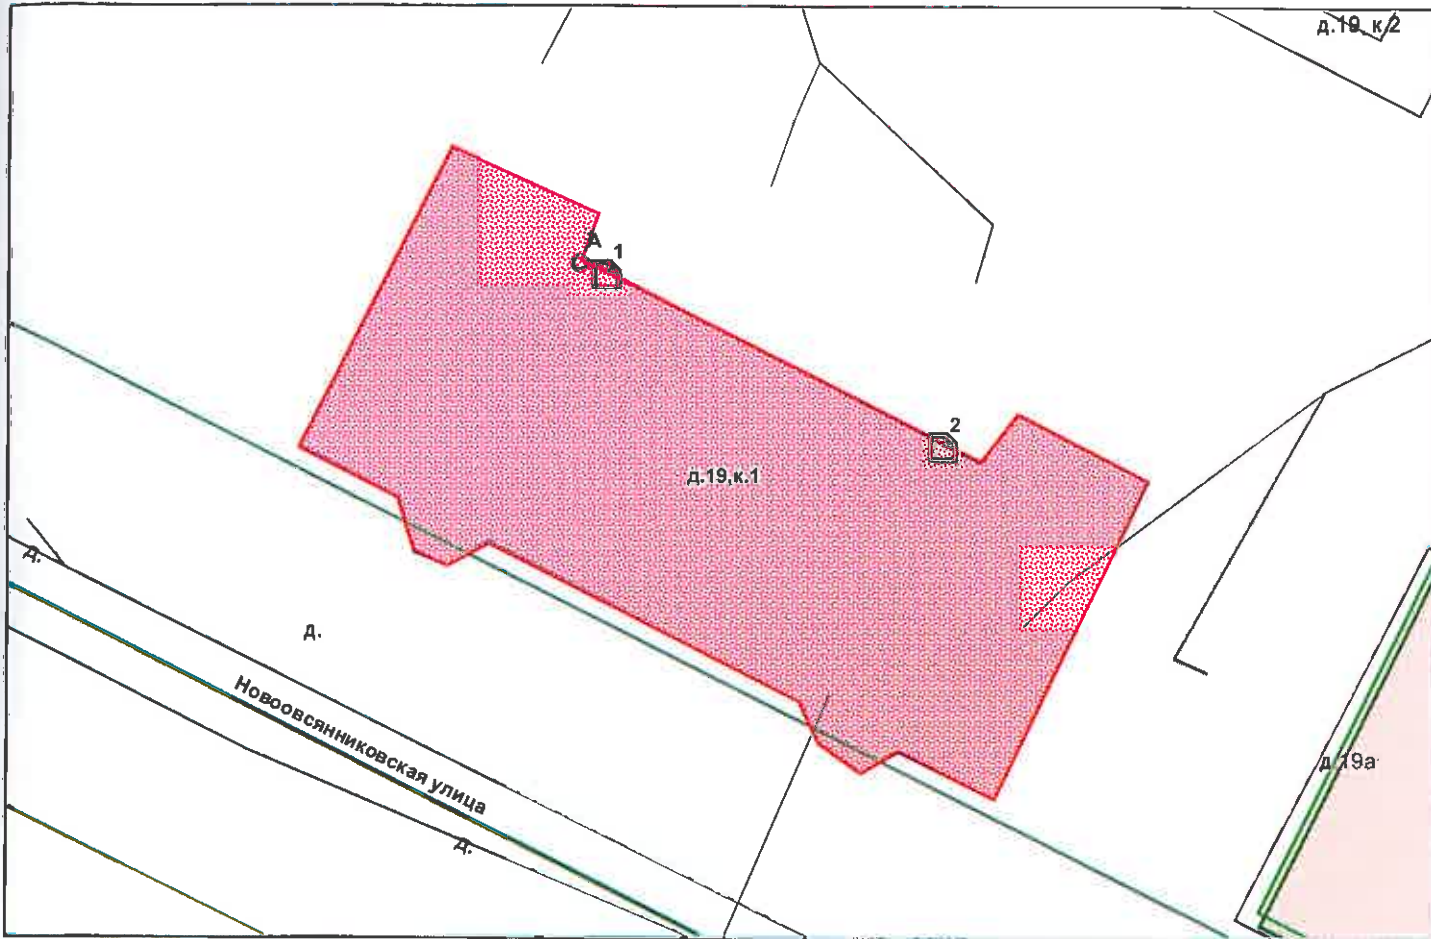 д.19, к.2
А
1
С
2
д.19,к.1
д.
д.
Новоовсянниковская улица
д.19а
д.